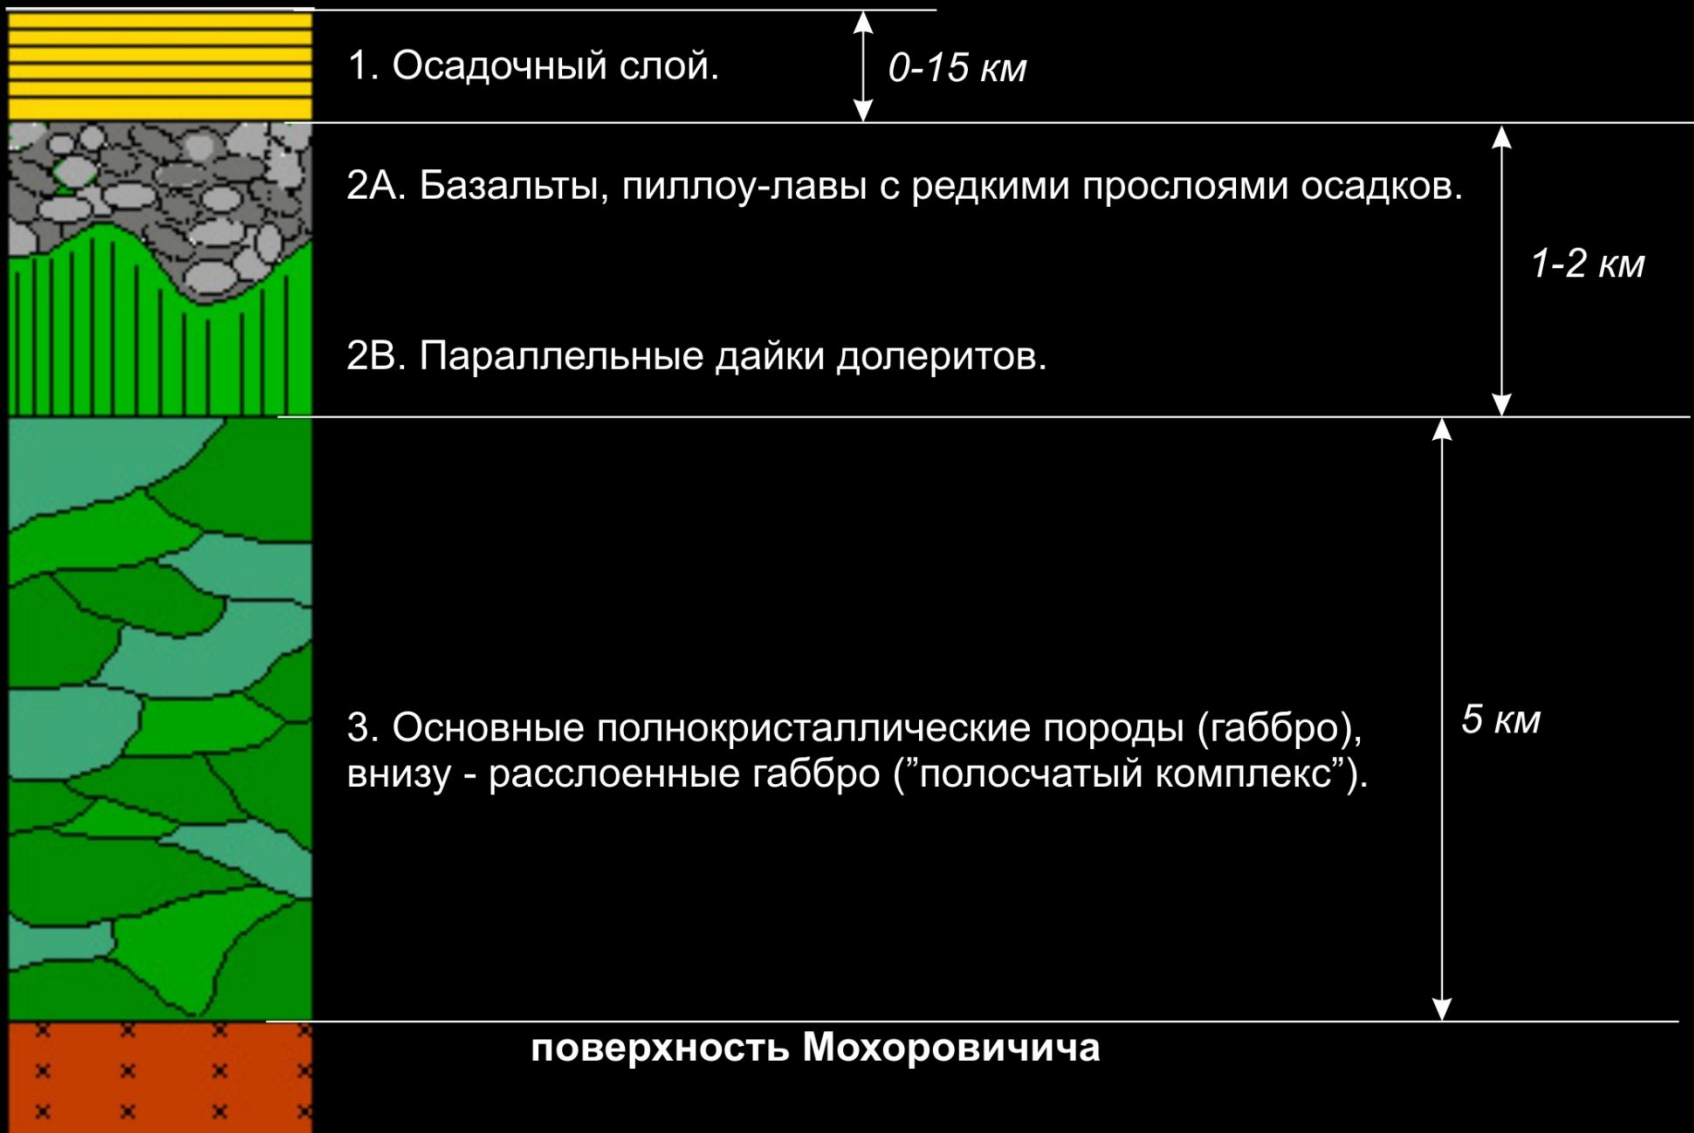 1. Осадочный слой.
0-15 км
2А. Базальты, пиллоу-лавы с редкими прослоями осадков.
1-2 км
2В. Параллельные дайки долеритов.
3. Основные полнокристаллические породы (габбро),
внизу - расслоенные габбро (”полосчатый комплекс”).
5 км
поверхность Мохоровичича